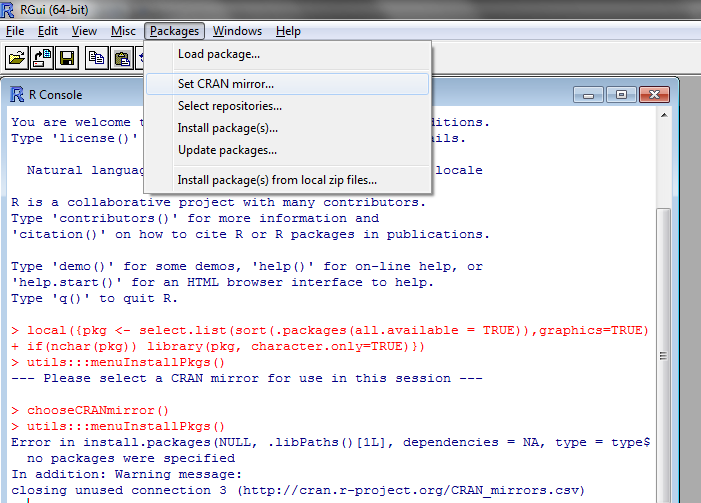 RGui (64-bit)
File Edit View Misc Packages Windows Help
Load package...
Set CRAN mirror...
Select repositories...
Install package(s)...
Update packages...
Install package(s) from local zip files...
R Console
You are welcome t ditions.
Type 'license()' ails.
Natural languag locale
R is a collaborative project with many contributors.
Type 'contributors()' for more information and
'citation()' on how to cite R or R packages in publications.
Type 'demo()' for some demos, 'help()' for on-line help, or
'help.start()' for an HTML browser interface to help.
Type 'q()' to quit R.
> local({pkg <- select.list(sort(.packages(all.available = TRUE)),graphics=TRUE)
+ if(nchar(pkg)) library(pkg, character.only=TRUE)})
> utils:::menuInstallPkgs()
--- Please select a CRAN mirror for use in this session ---
> chooseCRANmirror()
> utils:::menuInstallPkgs()
Error in install.packages(NULL, .libPaths()[1L], dependencies = NA, type = type$
no packages were specified
In addition: Warning message:
closing unused connection 3 (http://cran.r-project.org/CRAN_mirrors.csv)